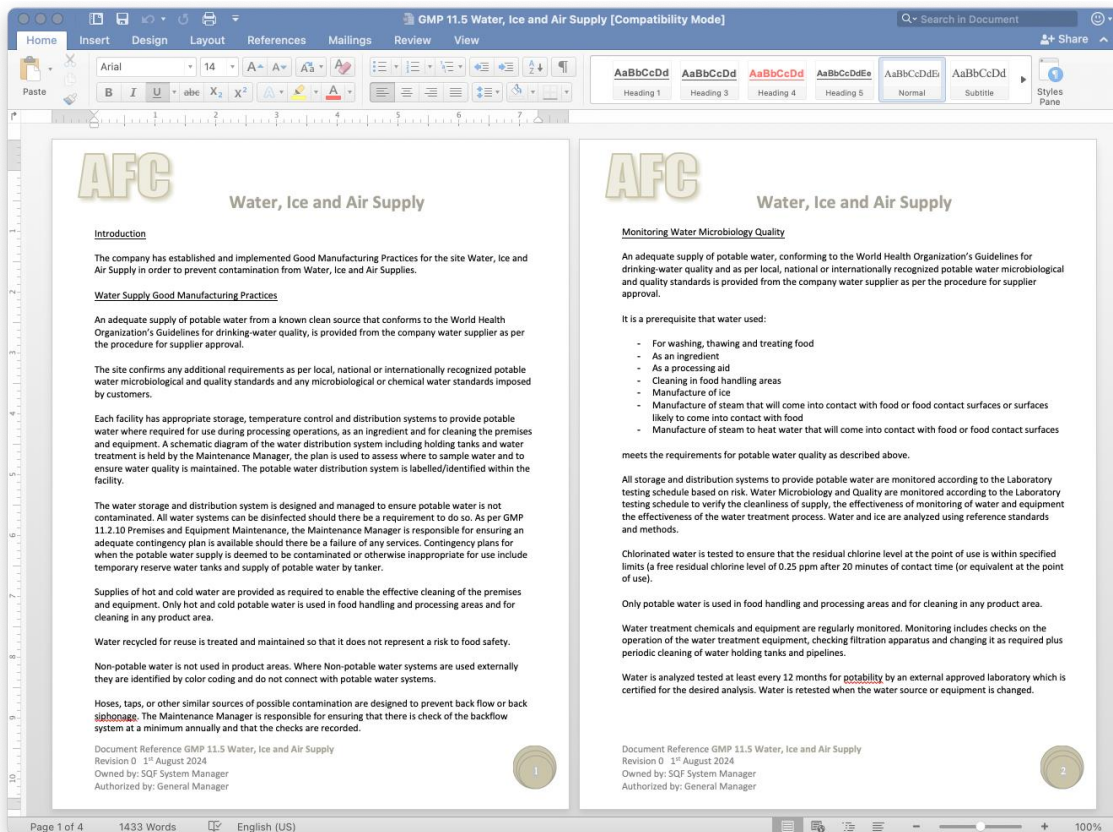 GMP 11.5 Water, Ice and Air Supply [Compatibility Mode]
Search in Document
Home Insert Design Layout References Mailings Review View
Share
Paste
Arial 14
B I U abc X₂ X² A A
AaBbCcDd AaBbCcDd AaBbCcDd AaBbCcDdEe AaBbCcDdEe AaBbCcDd
Heading 1 Heading 3 Heading 4 Heading 5 Normal Subtitle
Styles Pane
1 2 3 4 5 6 7
AFC
Water, Ice and Air Supply
Introduction
The company has established and implemented Good Manufacturing Practices for the site Water, Ice and
Air Supply in order to prevent contamination from Water, Ice and Air Supplies.
Water Supply Good Manufacturing Practices
An adequate supply of potable water from a known clean source that conforms to the World Health
Organization's Guidelines for drinking-water quality, is provided from the company water supplier as per
the procedure for supplier approval.
The site confirms any additional requirements as per local, national or internationally recognized potable
water microbiological and quality standards and any microbiological or chemical water standards imposed
by customers.
Each facility has appropriate storage, temperature control and distribution systems to provide potable
water where required for use during processing operations, as an ingredient and for cleaning the premises
and equipment. A schematic diagram of the water distribution system including holding tanks and water
treatment is held by the Maintenance Manager, the plan is used to assess where to sample water and to
ensure water quality is maintained. The potable water distribution system is labelled/identified within the
facility.
The water storage and distribution system is designed and managed to ensure potable water is not
contaminated. All water systems can be disinfected should there be a requirement to do so. As per GMP
11.2.10 Premises and Equipment Maintenance, the Maintenance Manager is responsible for ensuring an
adequate contingency plan is available should there be a failure of any services. Contingency plans for
when the potable water supply is deemed to be contaminated or otherwise inappropriate for use include
temporary reserve water tanks and supply of potable water by tanker.
Supplies of hot and cold water are provided as required to enable the effective cleaning of the premises
and equipment. Only hot and cold potable water is used in food handling and processing areas and for
cleaning in any product area.
Water recycled for reuse is treated and maintained so that it does not represent a risk to food safety.
Non-potable water is not used in product areas. Where Non-potable water systems are used externally
they are identified by color coding and do not connect with potable water systems.
Hoses, taps, or other similar sources of possible contamination are designed to prevent back flow or back
siphonage. The Maintenance Manager is responsible for ensuring that there is check of the backflow
system at a minimum annually and that the checks are recorded.
Document Reference GMP 11.5 Water, Ice and Air Supply
Revision 0 1st August 2024
Owned by: SQF System Manager
Authorized by: General Manager
1
AFC
Water, Ice and Air Supply
Monitoring Water Microbiology Quality
An adequate supply of potable water, conforming to the World Health Organization's Guidelines for
drinking-water quality and as per local, national or internationally recognized potable water microbiological
and quality standards is provided from the company water supplier as per the procedure for supplier
approval.
It is a prerequisite that water used:
- For washing, thawing and treating food
- As an ingredient
- As a processing aid
- Cleaning in food handling areas
- Manufacture of ice
- Manufacture of steam that will come into contact with food or food contact surfaces or surfaces
likely to come into contact with food
- Manufacture of steam to heat water that will come into contact with food or food contact surfaces
meets the requirements for potable water quality as described above.
All storage and distribution systems to provide potable water are monitored according to the Laboratory
testing schedule based on risk. Water Microbiology and Quality are monitored according to the Laboratory
testing schedule to verify the cleanliness of supply, the effectiveness of monitoring of water and equipment
the effectiveness of the water treatment process. Water and ice are analyzed using reference standards
and methods.
Chlorinated water is tested to ensure that the residual chlorine level at the point of use is within specified
limits (a free residual chlorine level of 0.25 ppm after 20 minutes of contact time (or equivalent at the point
of use).
Only potable water is used in food handling and processing areas and for cleaning in any product area.
Water treatment chemicals and equipment are regularly monitored. Monitoring includes checks on the
operation of the water treatment equipment, checking filtration apparatus and changing it as required plus
periodic cleaning of water holding tanks and pipelines.
Water is analyzed tested at least every 12 months for potability by an external approved laboratory which is
certified for the desired analysis. Water is retested when the water source or equipment is changed.
Document Reference GMP 11.5 Water, Ice and Air Supply
Revision 0 1st August 2024
Owned by: SQF System Manager
Authorized by: General Manager
2
Page 1 of 4 1433 Words English (US) 100%